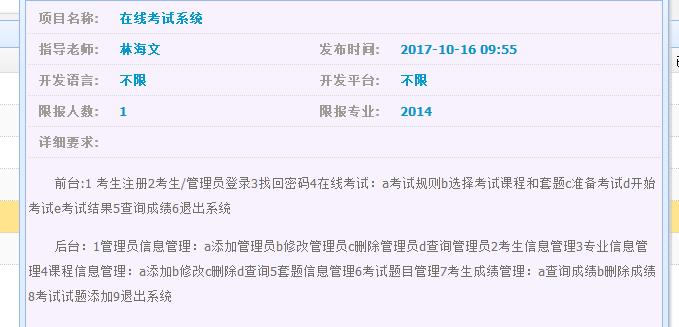 项目名称: 在线考试系统
指导老师: 林海文 发布时间: 2017-10-16 09:55
开发语言: 不限 开发平台: 不限
限报人数: 1 限报专业: 2014
详细要求:
前台:1 考生注册2考生/管理员登录3找回密码4在线考试：a考试规则b选择考试课程和套题c准备考试d开始
考试e考试结果5查询成绩6退出系统
后台：1管理员信息管理：a添加管理员b修改管理员c删除管理员d查询管理员2考生信息管理3专业信息管
理4课程信息管理：a添加b修改c删除d查询5套题信息管理6考试题目管理7考生成绩管理：a查询成绩b删除成绩
8考试试题添加9退出系统